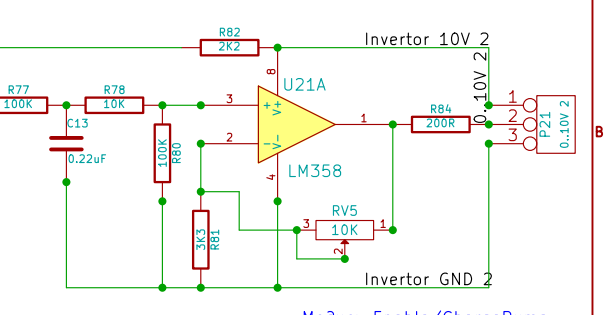 R82
2K2
Invertor 10V 2
0..10V 2
8
U21A
R77
100K
R78
10K
3
+
V+
1
R84
200R
1
2
3
P21
0..10V 2
B
C13
0.22uF
100K
R80
2
-
V-
4
LM358
3K3
R81
RV5
3
10K
1
2
Invertor GND 2